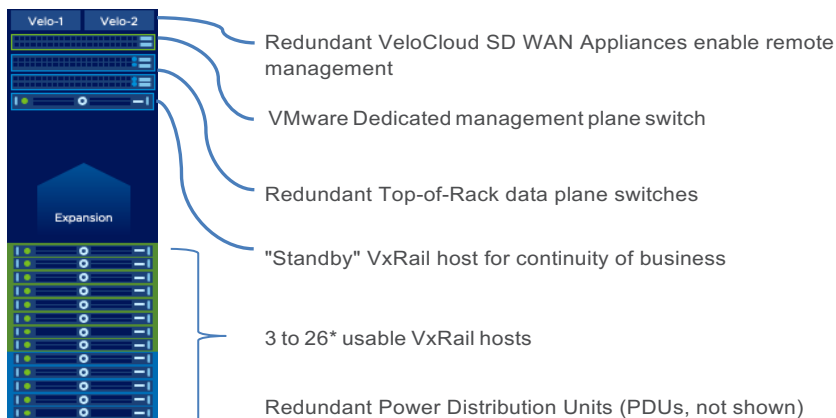 Velo-1 Velo-2
Redundant VeloCloud SD WAN Appliances enable remote
management
VMware Dedicated management plane switch
Redundant Top-of-Rack data plane switches
Expansion
"Standby" VxRail host for continuity of business
3 to 26* usable VxRail hosts
Redundant Power Distribution Units (PDUs, not shown)